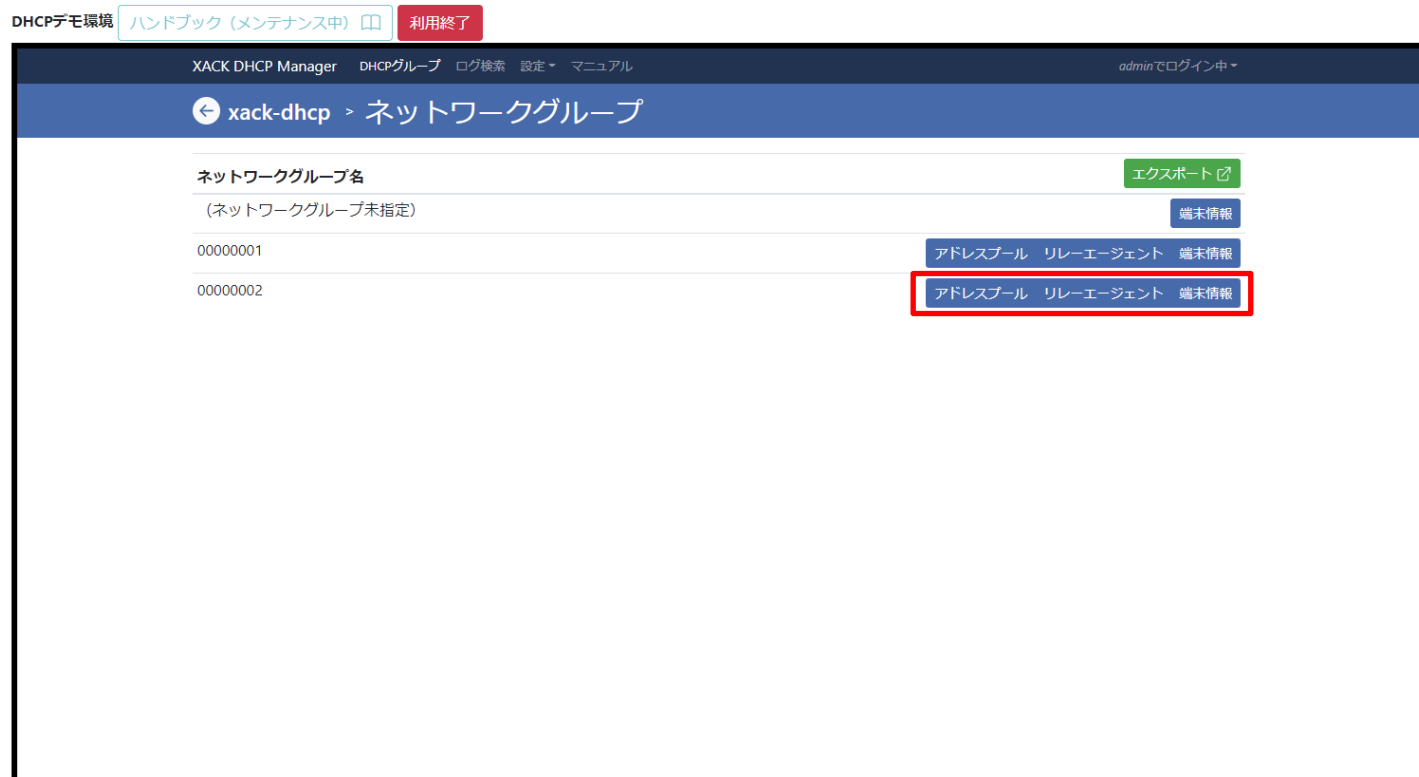 DHCPデモ環境 ハンドブック（メンテナンス中） 利用終了
XACK DHCP Manager DHCPグループ ログ検索 設定 マニュアル adminでログイン中
xack-dhcp > ネットワークグループ
ネットワークグループ名 エクスポート
（ネットワークグループ未指定） 端末情報
00000001 アドレスプール リレーエージェント 端末情報
00000002 アドレスプール リレーエージェント 端末情報